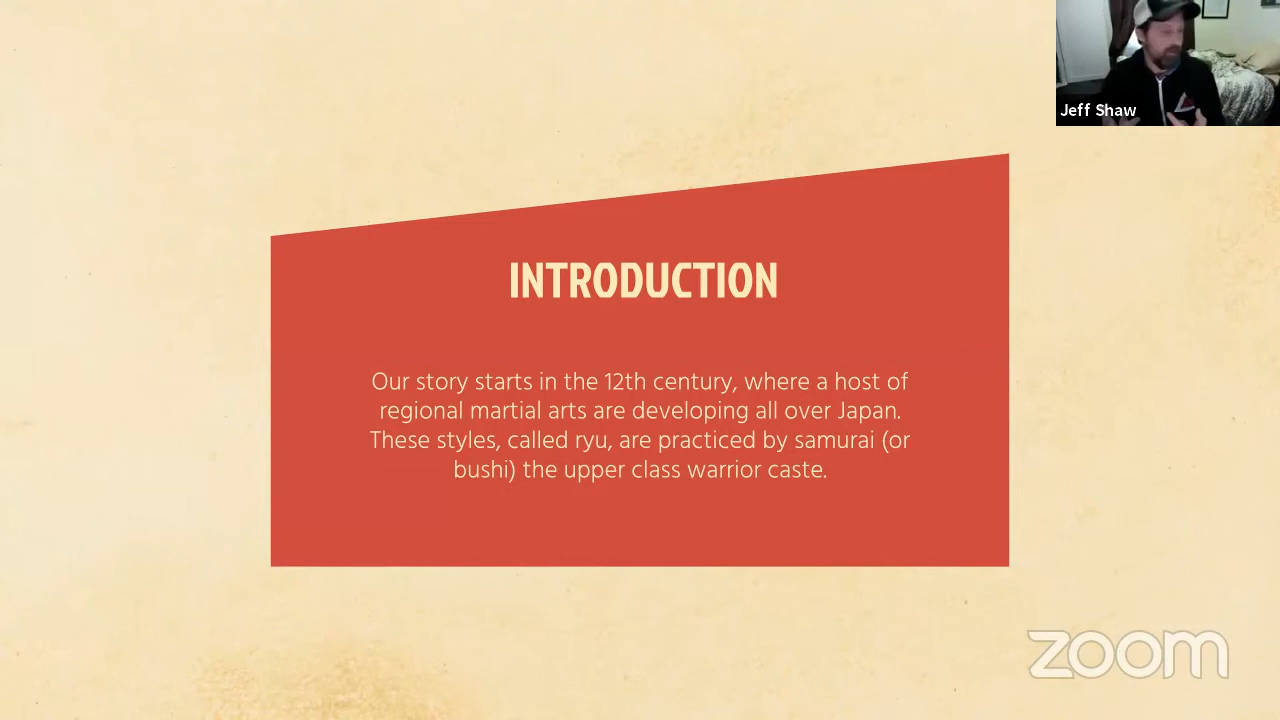 Jeff Shaw
INTRODUCTION
Our story starts in the 12th century, where a host of
regional martial arts are developing all over Japan.
These styles, called ryu, are practiced by samurai (or
bushi) the upper class warrior caste.
zoom